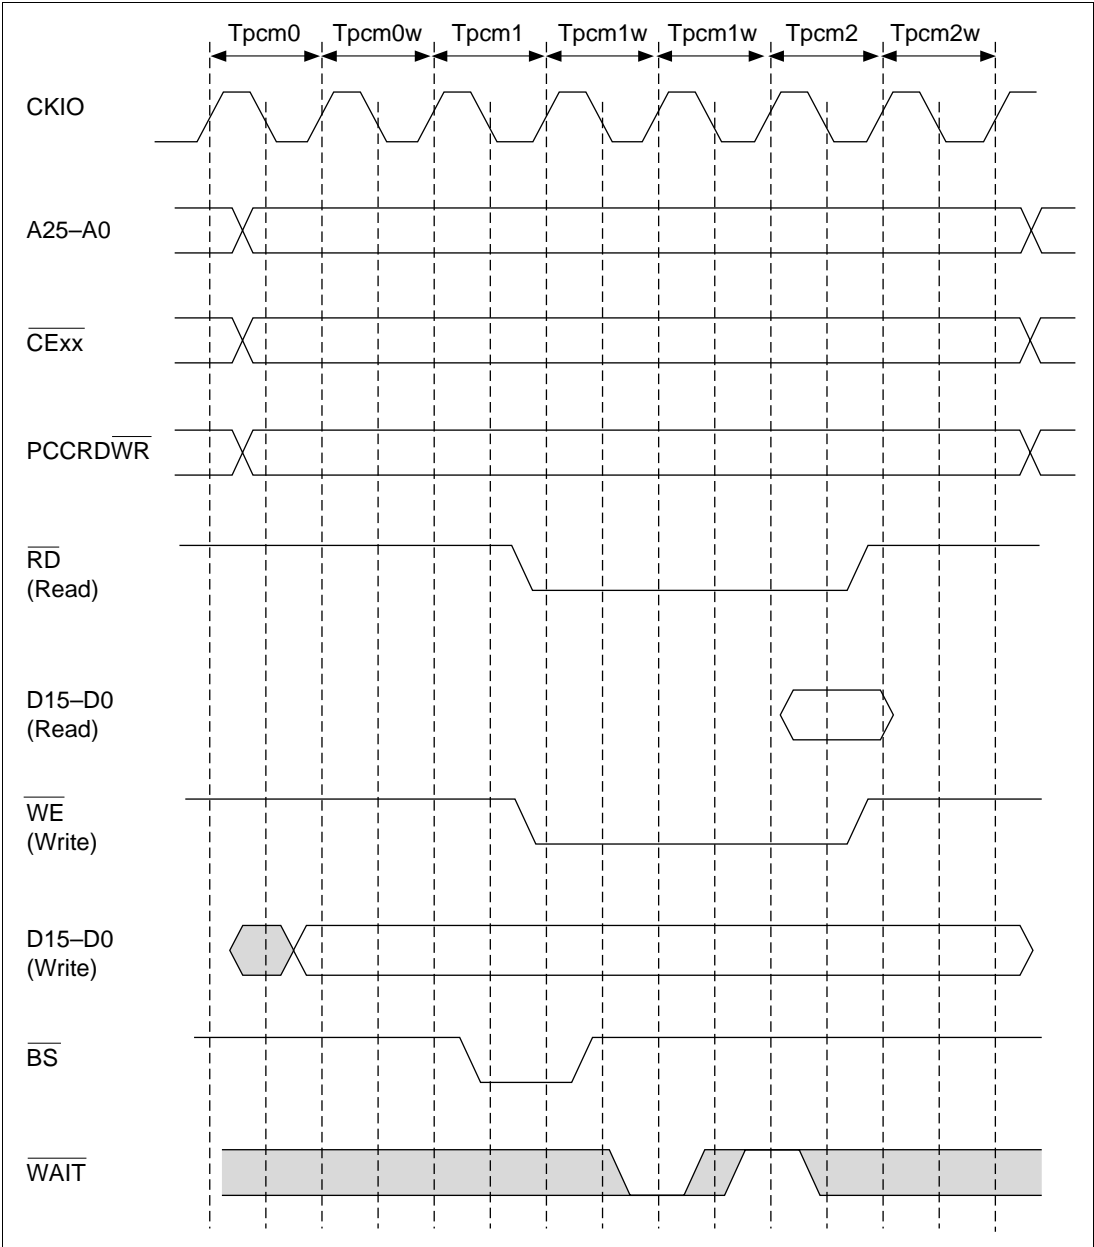 Tpcm0 Tpcm0w Tpcm1 Tpcm1w Tpcm1w Tpcm2 Tpcm2w
CKIO
A25–A0
CExx
PCCRDWR
RD
(Read)
D15–D0
(Read)
WE
(Write)
D15–D0
(Write)
BS
WAIT